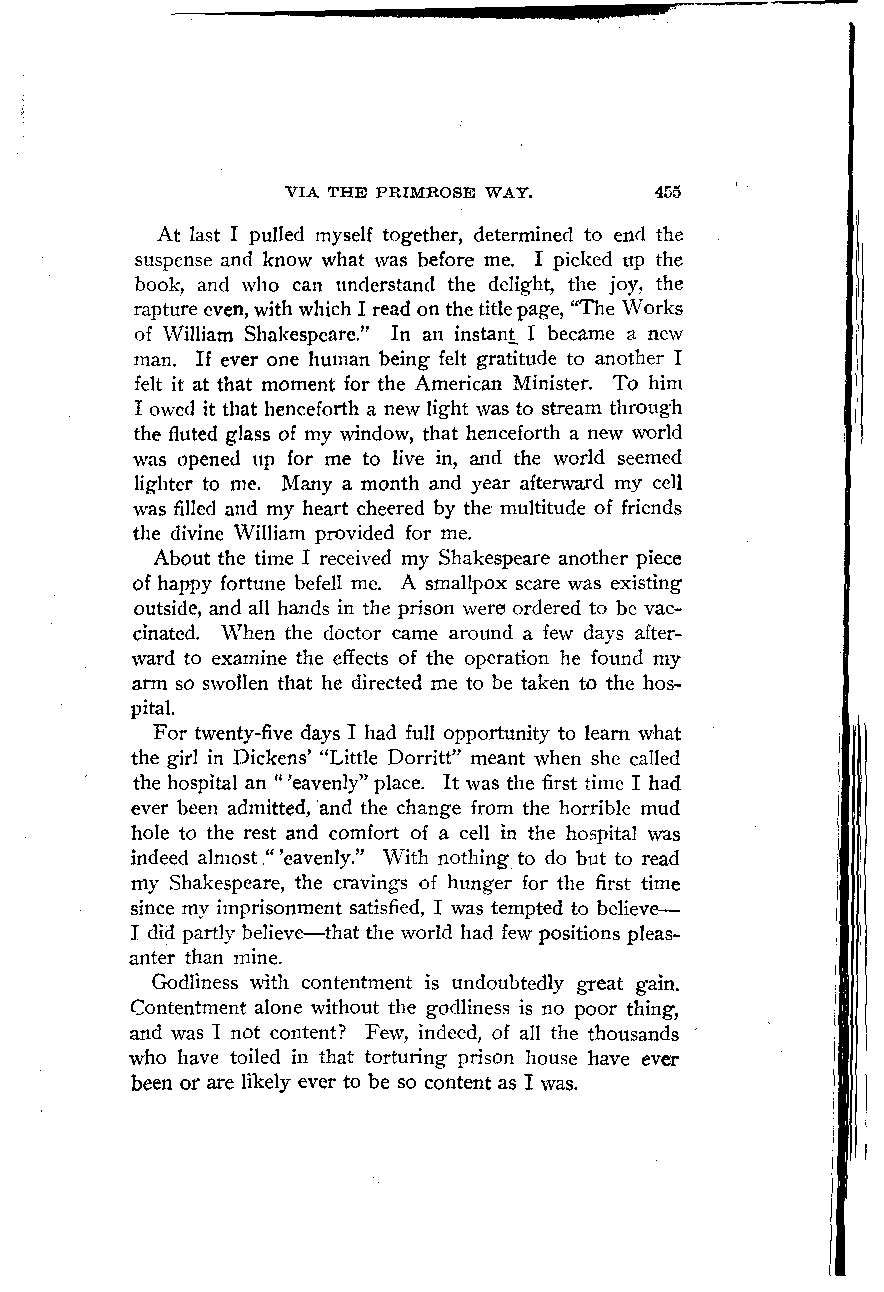 VIA THE PRIMROSE WAY. 455
At last I pulled myself together, determined to end the
suspense and know what was before me. I picked up the
book, and who can understand the delight, the joy, the
rapture even, with which I read on the title page, “The Works
of William Shakespeare.” In an instant I became a new
man. If ever one human being felt gratitude to another I
felt it at that moment for the American Minister. To him
I owed it that henceforth a new light was to stream through
the fluted glass of my window, that henceforth a new world
was opened up for me to live in, and the world seemed
lighter to me. Many a month and year afterward my cell
was filled and my heart cheered by the multitude of friends
the divine William provided for me.
About the time I received my Shakespeare another piece
of happy fortune befell me. A smallpox scare was existing
outside, and all hands in the prison were ordered to be vac-
cinated. When the doctor came around a few days after-
ward to examine the effects of the operation he found my
arm so swollen that he directed me to be taken to the hos-
pital.
For twenty-five days I had full opportunity to learn what
the girl in Dickens’ “Little Dorritt” meant when she called
the hospital an “ ’eavenly” place. It was the first time I had
ever been admitted, and the change from the horrible mud
hole to the rest and comfort of a cell in the hospital was
indeed almost “ ’eavenly.” With nothing to do but to read
my Shakespeare, the cravings of hunger for the first time
since my imprisonment satisfied, I was tempted to believe—
I did partly believe—that the world had few positions pleas-
anter than mine.
Godliness with contentment is undoubtedly great gain.
Contentment alone without the godliness is no poor thing,
and was I not content? Few, indeed, of all the thousands
who have toiled in that torturing prison house have ever
been or are likely ever to be so content as I was.